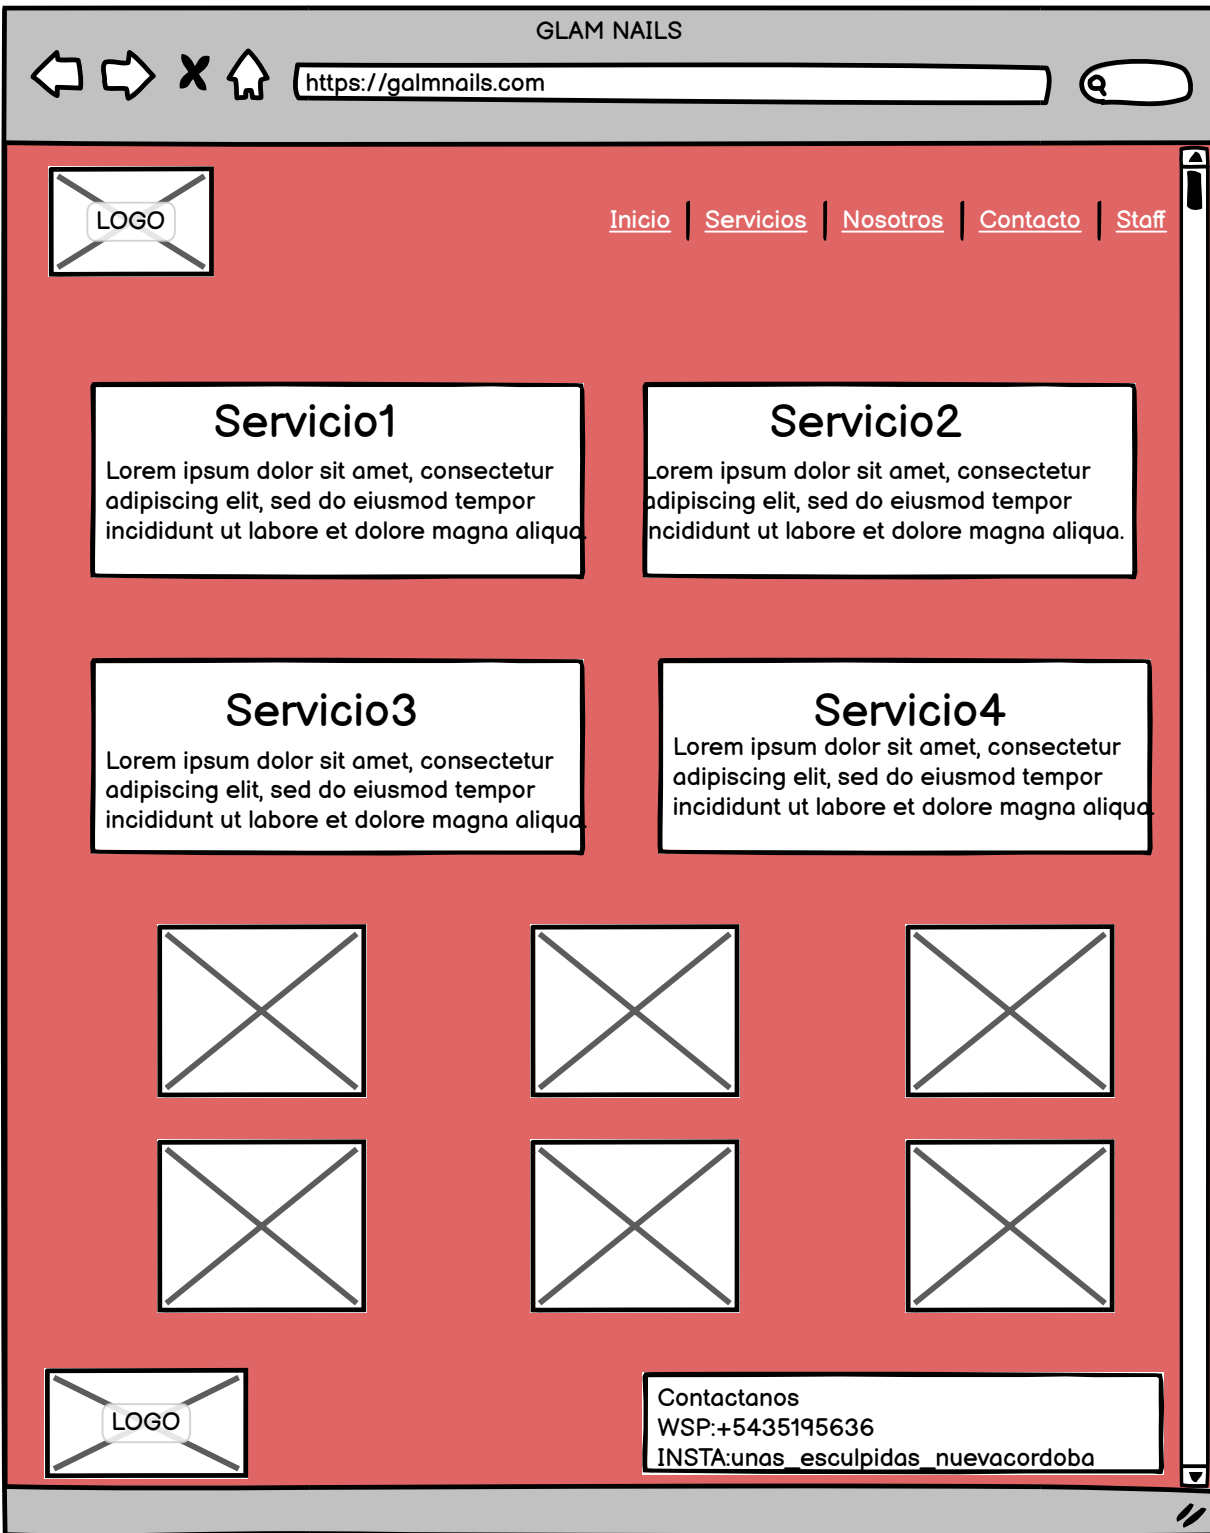 GLAM NAILS
https://galmnails.com
LOGO
Inicio Servicios Nosotros Contacto Staff
Servicio1
Lorem ipsum dolor sit amet, consectetur
adipiscing elit, sed do eiusmod tempor
incididunt ut labore et dolore magna aliqua.
Servicio2
Lorem ipsum dolor sit amet, consectetur
adipiscing elit, sed do eiusmod tempor
incididunt ut labore et dolore magna aliqua.
Servicio3
Lorem ipsum dolor sit amet, consectetur
adipiscing elit, sed do eiusmod tempor
incididunt ut labore et dolore magna aliqua.
Servicio4
Lorem ipsum dolor sit amet, consectetur
adipiscing elit, sed do eiusmod tempor
incididunt ut labore et dolore magna aliqua.
LOGO
Contactanos
WSP:+5435195636
INSTA:unas_esculpidas_nuevacordoba